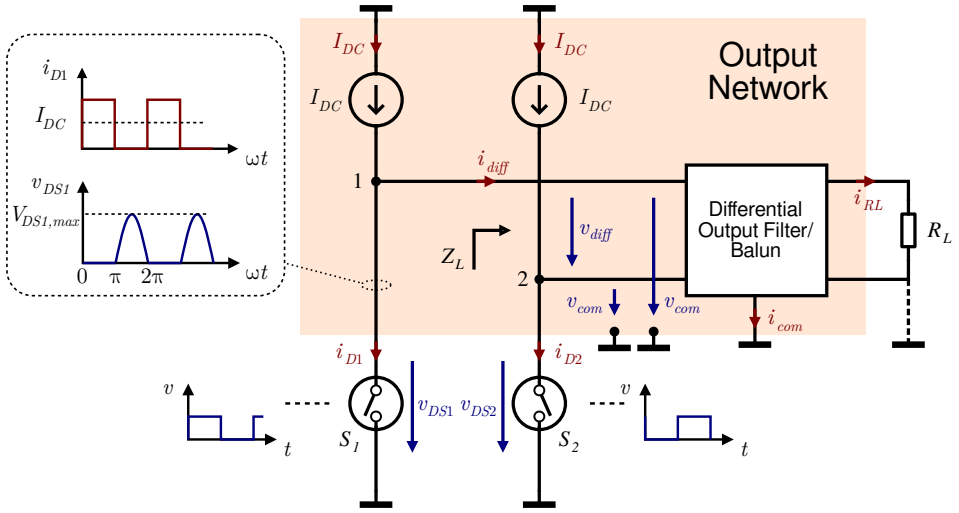 I_DC
I_DC
Output
Network
i_D1
I_DC
ωt
I_DC
I_DC
v_DS1
V_DS1,max
0 π 2π ωt
1
i_diff
Differential
Output Filter/
Balun
i_RL
R_L
Z_L
v_diff
2
v_com
v_com
i_com
i_D1
i_D2
v
t
v_DS1
v_DS2
v
t
S_1
S_2